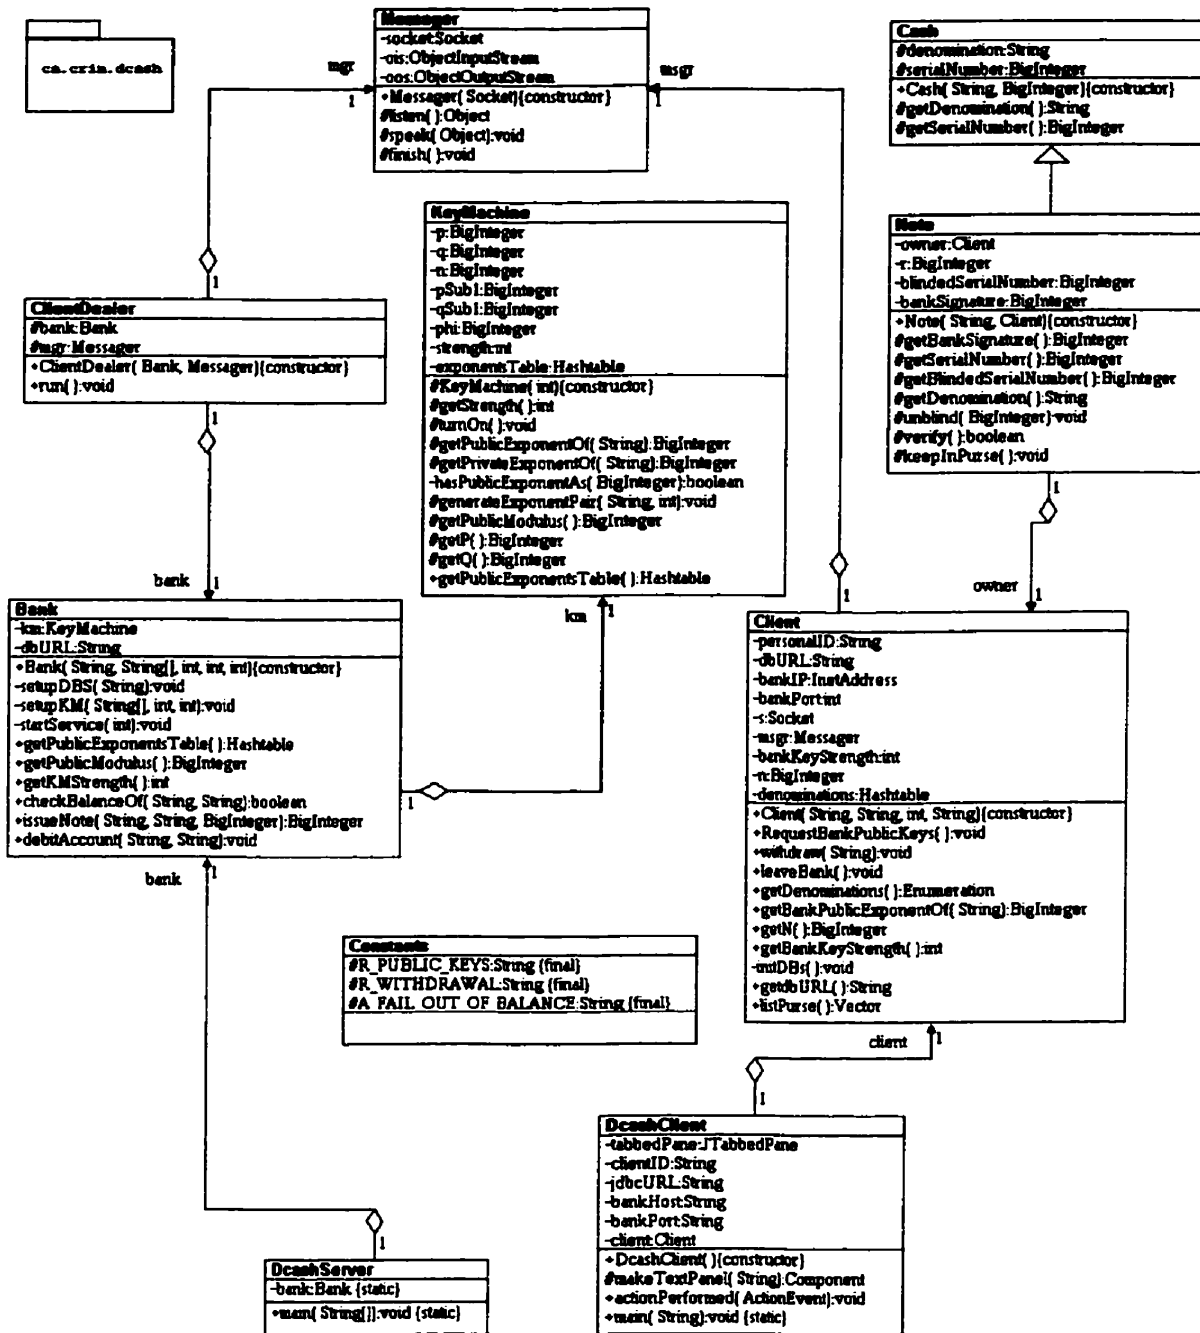 ca.crim.dcash
Messager
-socket:Socket
-ois:ObjectInputStream
-oos:ObjectOutputStream
+Messager( Socket){constructor}
#listen( ):Object
#speak( Object):void
#finish( ):void
mgr
1
msgr
1
Cash
#denomination:String
#serialNumber:BigInteger
+Cash( String, BigInteger){constructor}
#getDenomination( ):String
#getSerialNumber( ):BigInteger
KeyMachine
-p:BigInteger
-q:BigInteger
-n:BigInteger
-pSub1:BigInteger
-qSub1:BigInteger
-phi:BigInteger
-strength:int
-exponentsTable:Hashtable
#KeyMachine( int){constructor}
#getStrength( ):int
#turnOn( ):void
#getPublicExponentOf( String):BigInteger
#getPrivateExponentOf( String):BigInteger
-hasPublicExponentAs( BigInteger):boolean
#generateExponentPair( String, int):void
#getPublicModulus( ):BigInteger
#getP( ):BigInteger
#getQ( ):BigInteger
+getPublicExponentsTable( ):Hashtable
Note
-owner:Client
-r:BigInteger
-blindedSerialNumber:BigInteger
-bankSignature:BigInteger
+Note( String, Client){constructor}
#getBankSignature( ):BigInteger
#getSerialNumber( ):BigInteger
#getBlindedSerialNumber( ):BigInteger
#getDenomination( ):String
#unblind( BigInteger):void
#verify( ):boolean
#keepInPurse( ):void
1
ClientDealer
#bank:Bank
#mgr:Messager
+ClientDealer( Bank, Messager){constructor}
+run( ):void
1
1
bank
1
owner
1
1
km
1
Bank
-km:KeyMachine
-dbURL:String
+Bank( String, String[], int, int, int){constructor}
-setupDBS( String):void
-setupKM( String[], int, int):void
-startService( int):void
+getPublicExponentsTable( ):Hashtable
+getPublicModulus( ):BigInteger
+getKMStrength( ):int
+checkBalanceOf( String, String):boolean
+issueNote( String, String, BigInteger):BigInteger
+debitAccount( String, String):void
1
bank
1
Client
-personalID:String
-dbURL:String
-bankIP:InetAddress
-bankPort:int
-s:Socket
-msgr:Messager
-bankKeyStrength:int
-n:BigInteger
-denominations:Hashtable
+Client( String, String, int, String){constructor}
+RequestBankPublicKeys( ):void
+withdraw( String):void
+leaveBank( ):void
+getDenominations( ):Enumeration
+getBankPublicExponentOf( String):BigInteger
+getN( ):BigInteger
+getBankKeyStrength( ):int
-initDBs( ):void
+getdbURL( ):String
+listPurse( ):Vector
Constants
#R_PUBLIC_KEYS:String {final}
#R_WITHDRAWAL:String {final}
#A_FAIL_OUT_OF_BALANCE:String {final}
client
1
1
DcashClient
-tabbedPane:JTabbedPane
-clientID:String
-jdbcURL:String
-bankHost:String
-bankPort:String
-client:Client
+DcashClient( ){constructor}
#makeTextPanel( String):Component
+actionPerformed( ActionEvent):void
+main( String):void {static}
1
DcashServer
-bank:Bank {static}
+main( String[]):void {static}